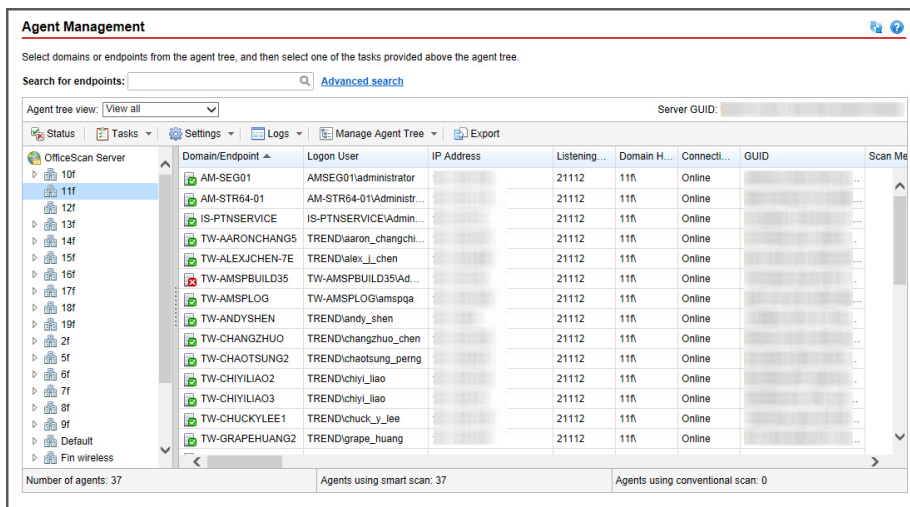 Agent Management
Select domains or endpoints from the agent tree, and then select one of the tasks provided above the agent tree.
Search for endpoints: Advanced search
Agent tree view: View all Server GUID:
Status Tasks Settings Logs Manage Agent Tree Export
OfficeScan Server
10f
11f
12f
13f
14f
15f
16f
17f
18f
19f
2f
5f
6f
7f
8f
9f
Default
Fin wireless
Domain/Endpoint Logon User IP Address Listening... Domain H... Connecti... GUID Scan Me
AM-SEG01 AMSEG01\administrator 21112 11f\ Online
AM-STR64-01 AM-STR64-01\Administr... 21112 11f\ Online
IS-PTNSERVICE IS-PTNSERVICE\Admin... 21112 11f\ Online
TW-AARONCHANG5 TREND\aaron_changchi... 21112 11f\ Online
TW-ALEXJCHEN-7E TREND\alex_j_chen 21112 11f\ Online
TW-AMSPBUILD35 TW-AMSPBUILD35\Ad... 21112 11f\ Online
TW-AMSPLOG TW-AMSPLOG\amspqa 21112 11f\ Online
TW-ANDYSHEN TREND\andy_shen 21112 11f\ Online
TW-CHANGZHUO TREND\changzhuo_chen 21112 11f\ Online
TW-CHAOTSUNG2 TREND\chaotsung_perng 21112 11f\ Online
TW-CHIYILIAO2 TREND\chiyi_liao 21112 11f\ Online
TW-CHIYILIAO3 TREND\chiyi_liao 21112 11f\ Online
TW-CHUCKYLEE1 TREND\chuck_y_lee 21112 11f\ Online
TW-GRAPEHUANG2 TREND\grape_huang 21112 11f\ Online
Number of agents: 37 Agents using smart scan: 37 Agents using conventional scan: 0